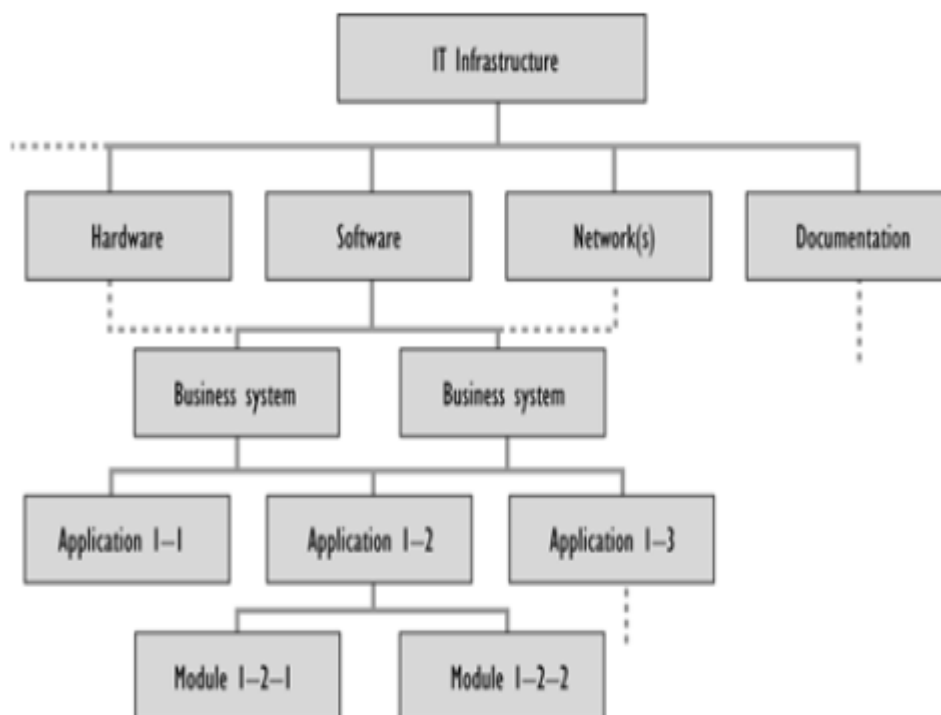 IT Infrastructure
Hardware
Software
Network(s)
Documentation
Business system
Business system
Application 1–1
Application 1–2
Application 1–3
Module 1–2–1
Module 1–2–2